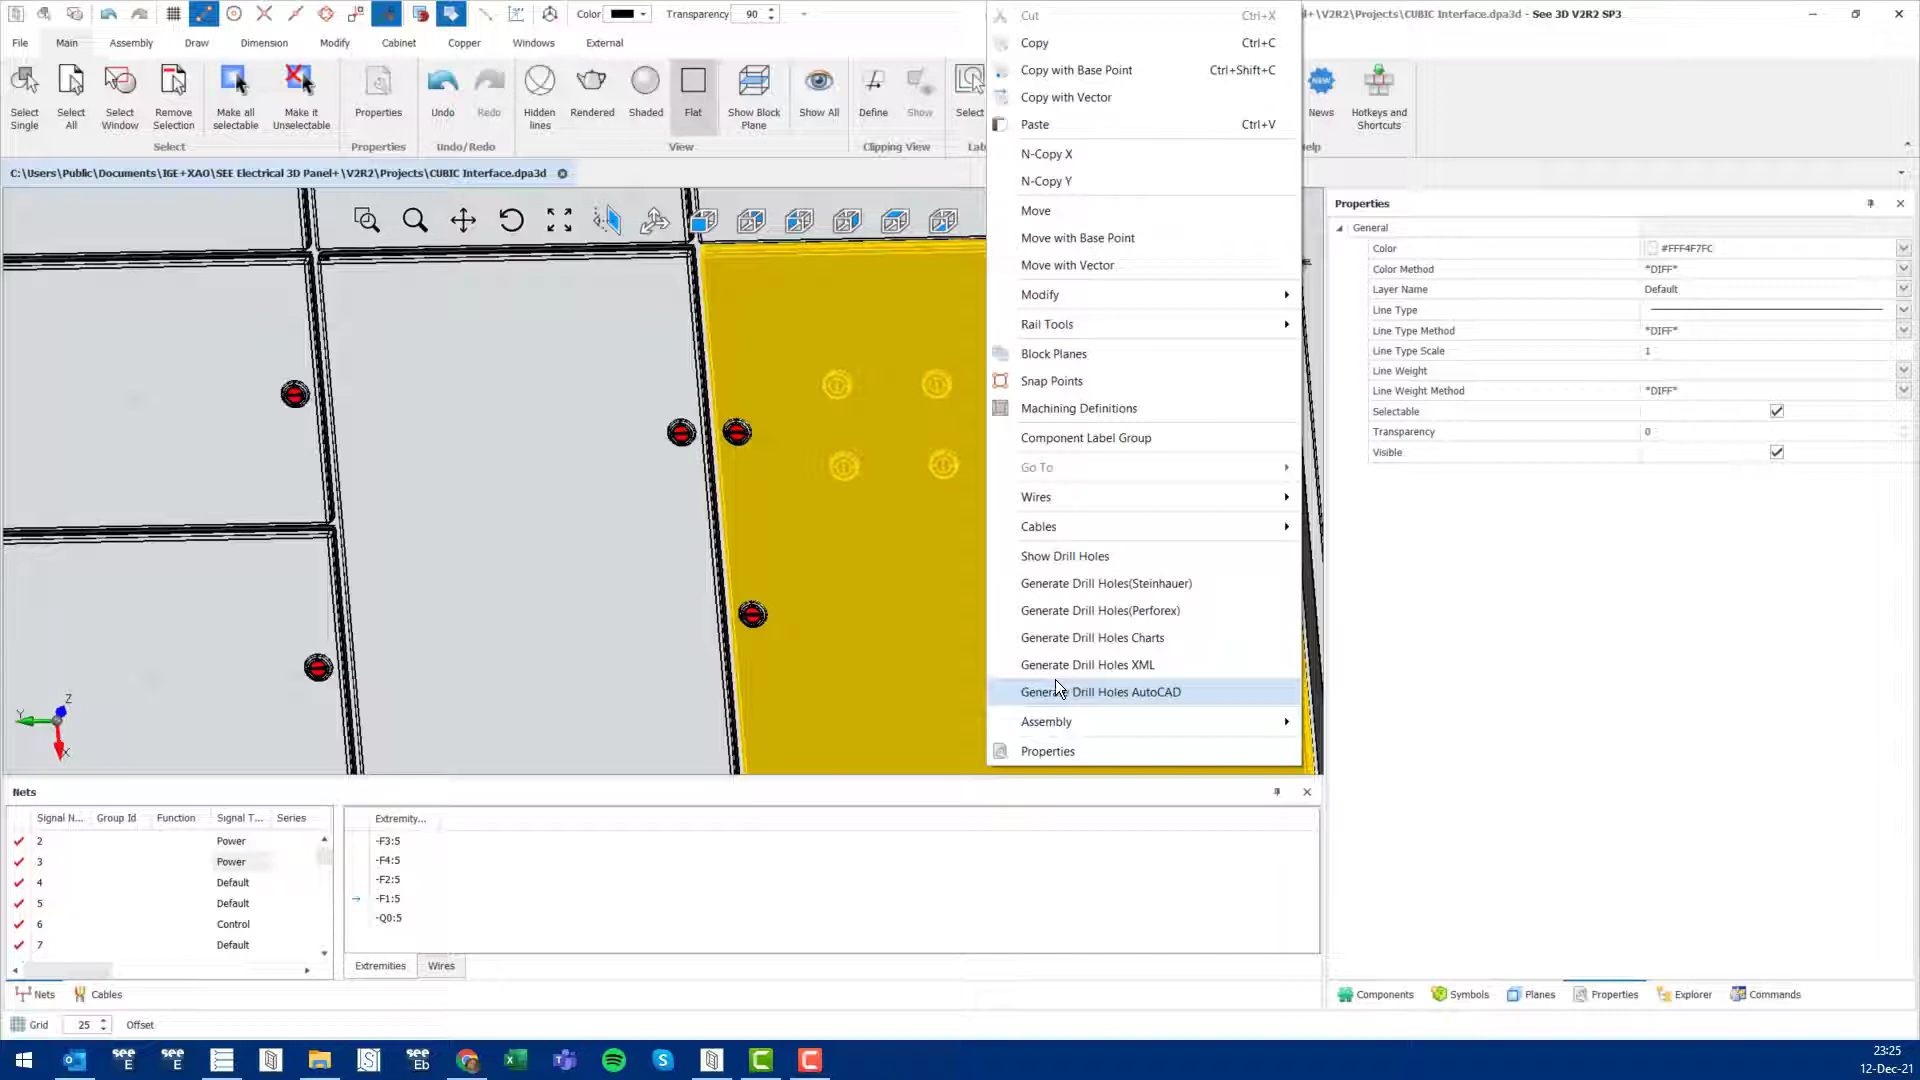 Color
Transparency 90
\V2R2\Projects\CUBIC Interface.dpa3d - See 3D V2R2 SP3
File Main Assembly Draw Dimension Modify Cabinet Copper Windows External
Select Single
Select All
Select Window
Remove Selection
Make all selectable
Make it Unselectable
Properties
Undo
Redo
Hidden lines
Rendered
Shaded
Flat
Show Block Plane
Show All
Define
Show
Select
NEW
News
Hotkeys and Shortcuts
Select Properties Undo/Redo View Clipping View
C:\Users\Public\Documents\IGE+XAO\SEE Electrical 3D Panel+\V2R2\Projects\CUBIC Interface.dpa3d
Cut Ctrl+X
Copy Ctrl+C
Copy with Base Point Ctrl+Shift+C
Copy with Vector
Paste Ctrl+V
N-Copy X
N-Copy Y
Move
Move with Base Point
Move with Vector
Modify
Rail Tools
Block Planes
Snap Points
Machining Definitions
Component Label Group
Go To
Wires
Cables
Show Drill Holes
Generate Drill Holes(Steinhauer)
Generate Drill Holes(Perforex)
Generate Drill Holes Charts
Generate Drill Holes XML
Generate Drill Holes AutoCAD
Assembly
Properties
Properties
General
Color #FFF4F7FC
Color Method *DIFF*
Layer Name Default
Line Type
Line Type Method *DIFF*
Line Type Scale 1
Line Weight
Line Weight Method *DIFF*
Selectable
Transparency 0
Visible
Z
Y
X
Nets
Signal N... Group Id Function Signal T... Series
2 Power
3 Power
4 Default
5 Default
6 Control
7 Default
Extremity...
-F3:5
-F4:5
-F2:5
-F1:5
-Q0:5
Extremities Wires
Nets Cables
Components Symbols Planes Properties Explorer Commands
Grid 25 Offset
see E
see E
see Eb
23:25
12-Dec-21